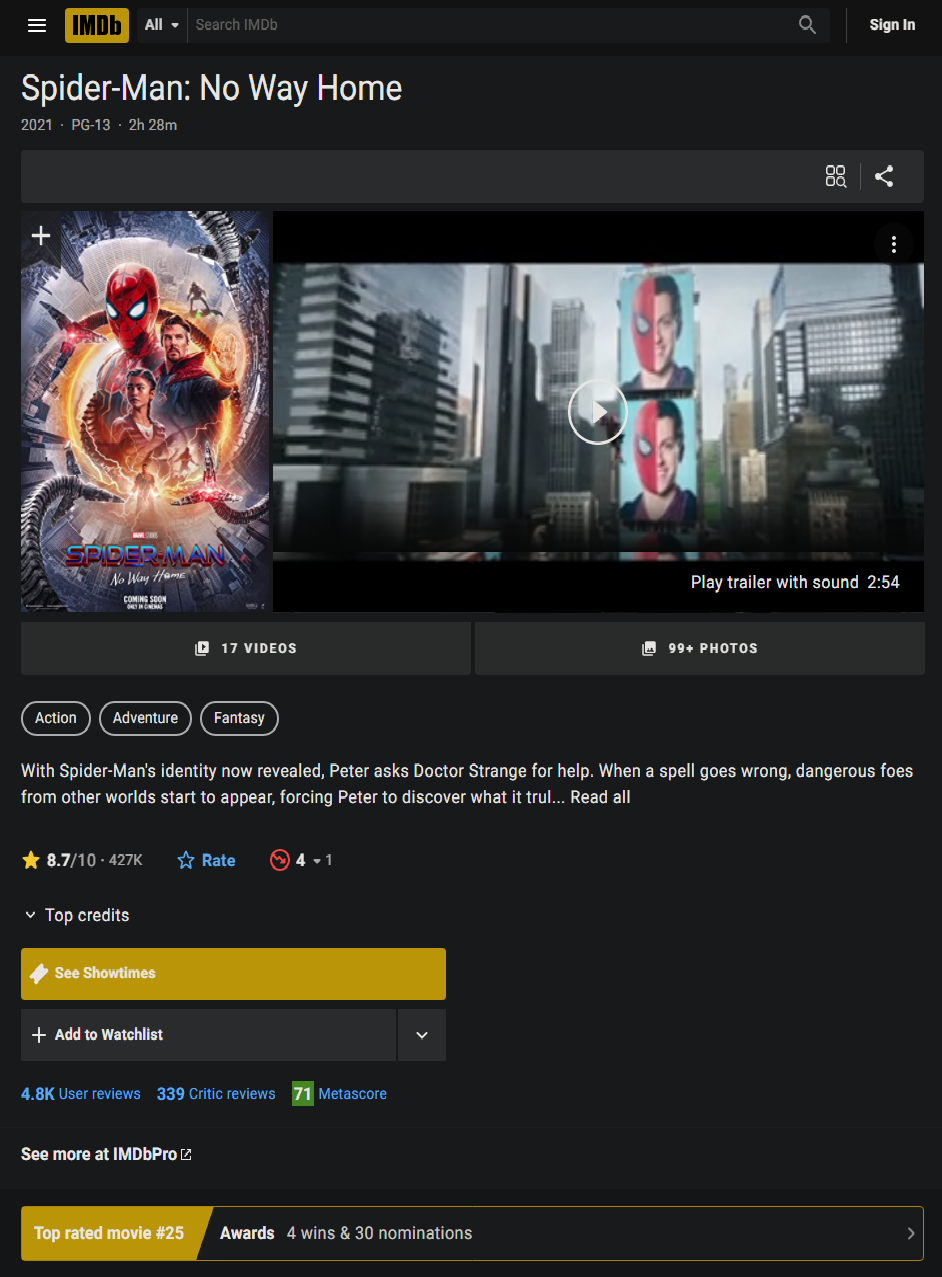 IMDb All Search IMDb Sign In
Spider-Man: No Way Home
2021 · PG-13 · 2h 28m
SPIDER-MAN
No Way Home
COMING SOON
ONLY IN CINEMAS
Play trailer with sound 2:54
17 VIDEOS 99+ PHOTOS
Action Adventure Fantasy
With Spider-Man's identity now revealed, Peter asks Doctor Strange for help. When a spell goes wrong, dangerous foes
from other worlds start to appear, forcing Peter to discover what it trul... Read all
8.7/10 · 427K Rate 4 1
Top credits
See Showtimes
Add to Watchlist
4.8K User reviews 339 Critic reviews 71 Metascore
See more at IMDbPro
Top rated movie #25 Awards 4 wins & 30 nominations